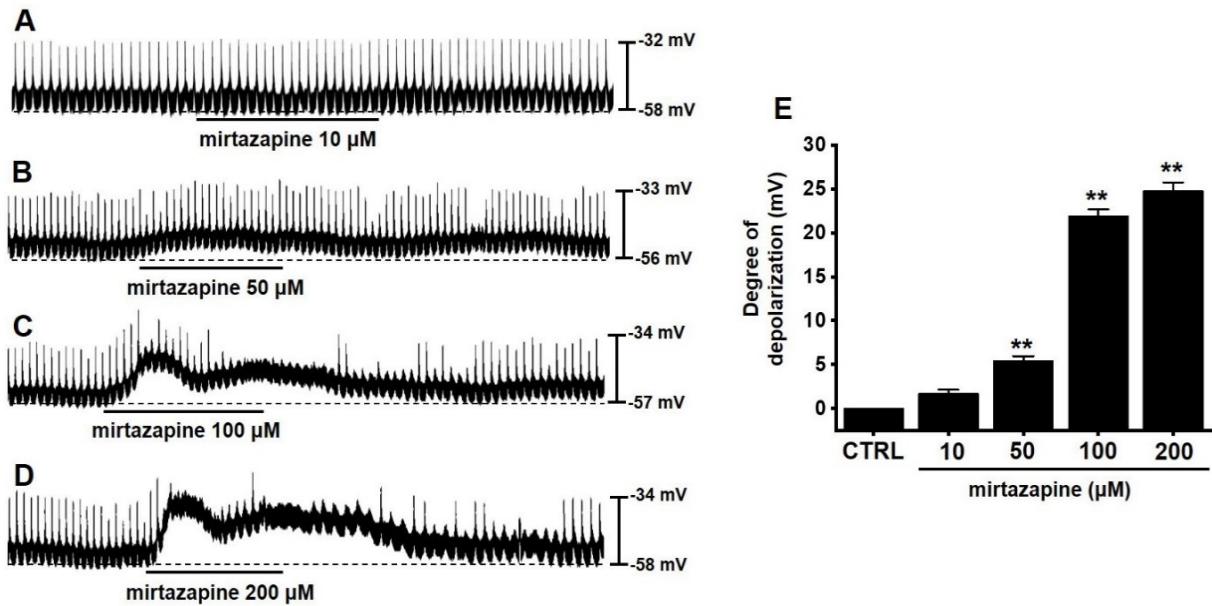 A
-32 mV
-58 mV
mirtazapine 10 µM
B
-33 mV
-56 mV
mirtazapine 50 µM
C
-34 mV
-57 mV
mirtazapine 100 µM
D
-34 mV
-58 mV
mirtazapine 200 µM
E
Degree of
depolarization (mV)
30
25
20
15
10
5
0
**
**
**
CTRL 10 50 100 200
mirtazapine (µM)